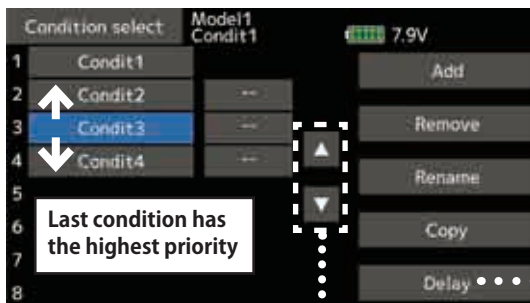 Condition select
Model1
Condit1
7.9V
1 Condit1
2 Condit2 --
3 Condit3 --
4 Condit4 --
5
6
7
8
▲
▼
Add
Remove
Rename
Copy
Delay
Last condition has
the highest priority